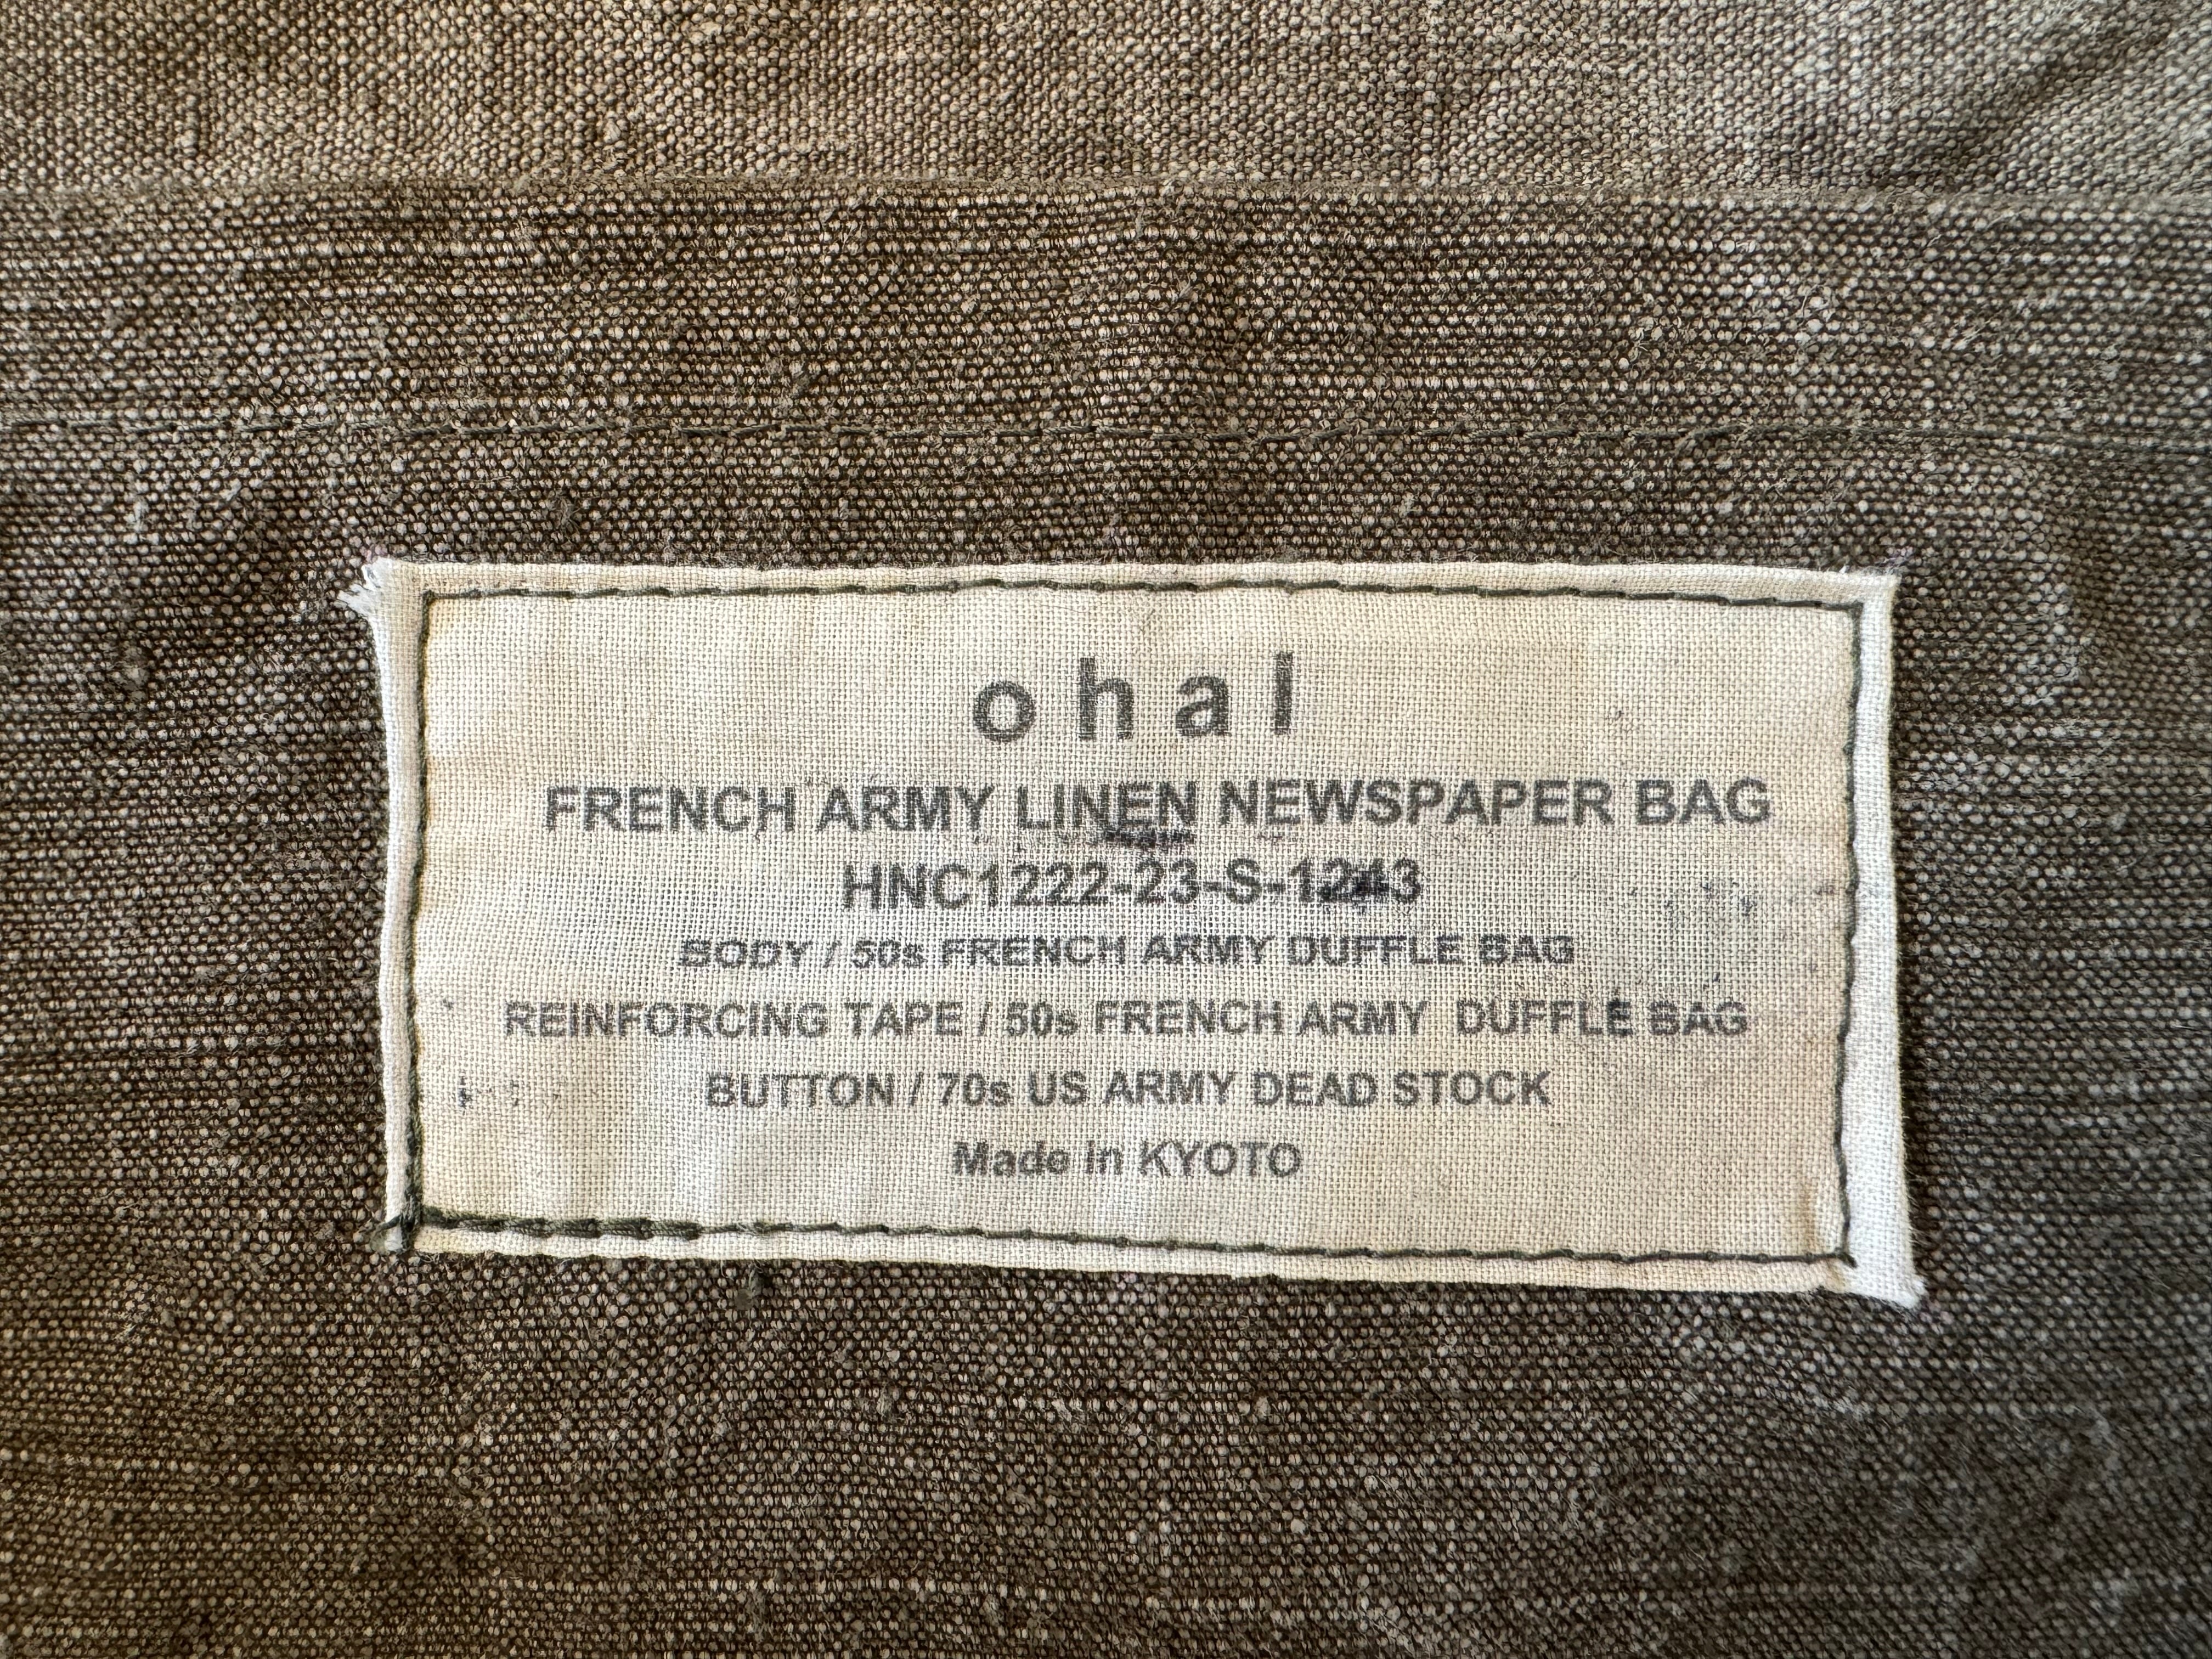 ohal
FRENCH ARMY LINEN NEWSPAPER BAG
BODY / 50s FRENCH ARMY DUFFLE BAG
REINFORCING TAPE / 50s FRENCH ARMY DUFFLE BAG
BUTTON / 70s US ARMY DEAD STOCK
Made in KYOTO